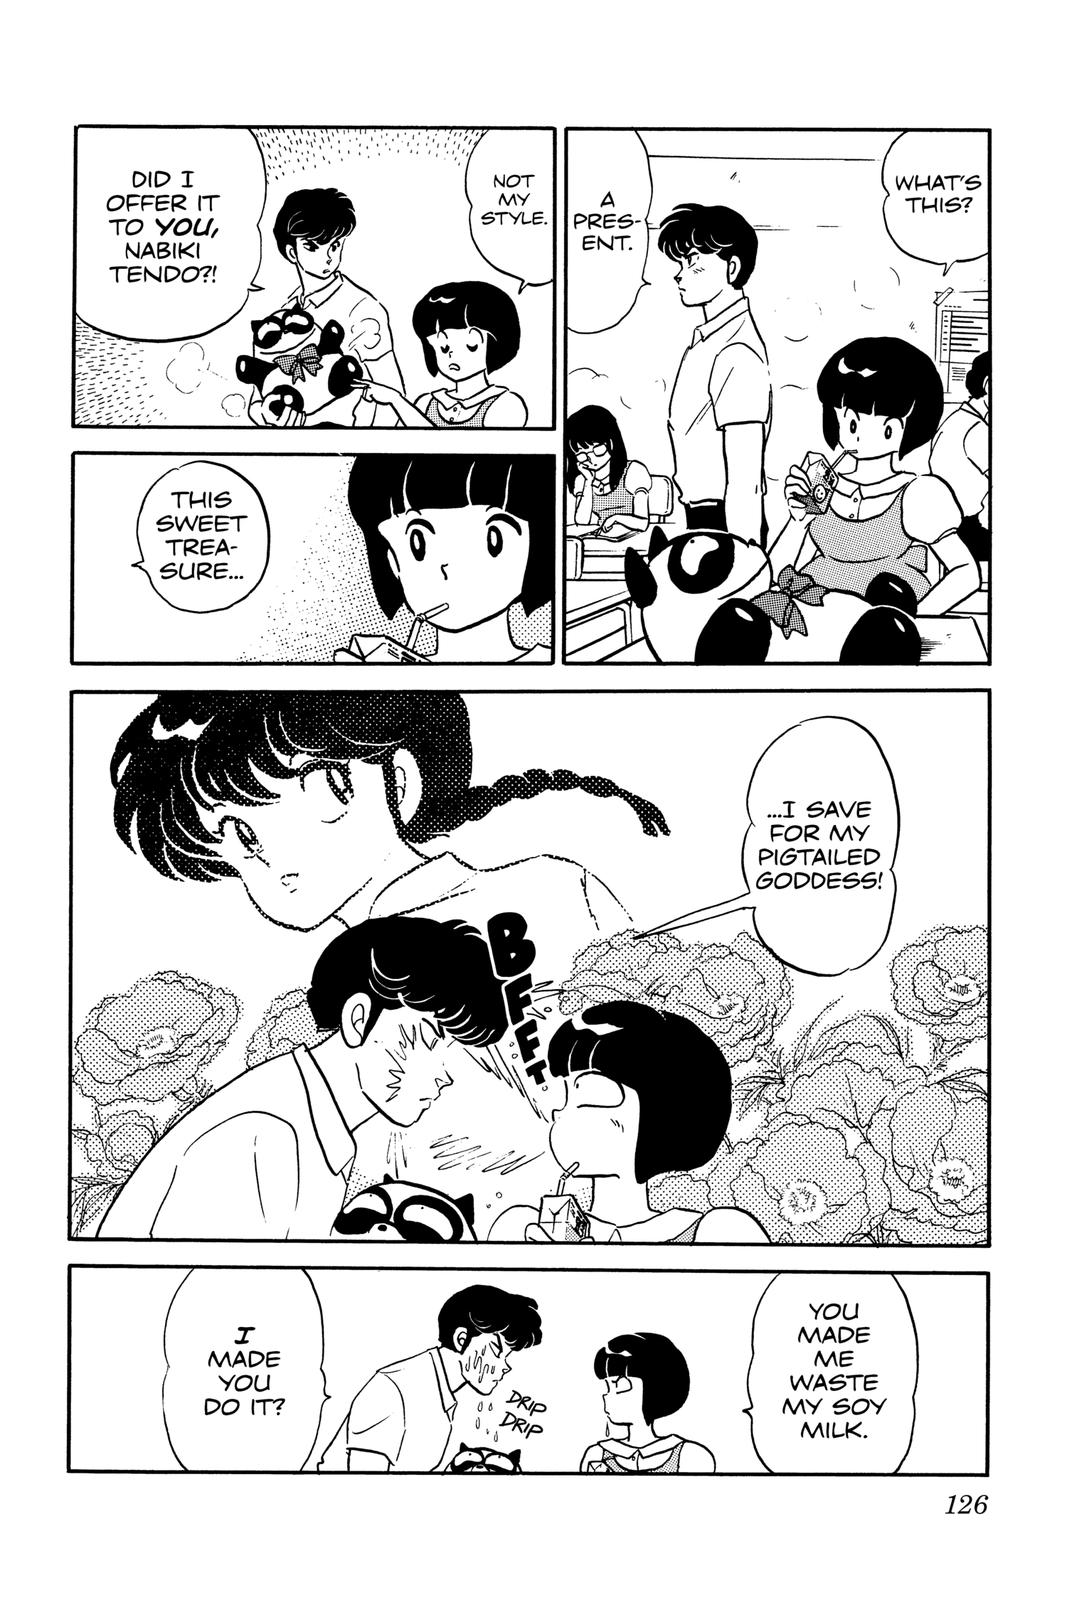 WHAT'S
THIS?
A
PRES-
ENT.
NOT
MY
STYLE.
DID I
OFFER IT
TO YOU,
NABIKI
TENDO?!
THIS
SWEET
TREA-
SURE...
...I SAVE
FOR MY
PIGTAILED
GODDESS!
BFFT
YOU
MADE
ME
WASTE
MY SOY
MILK.
DRIP
DRIP
I
MADE
YOU
DO IT?
126